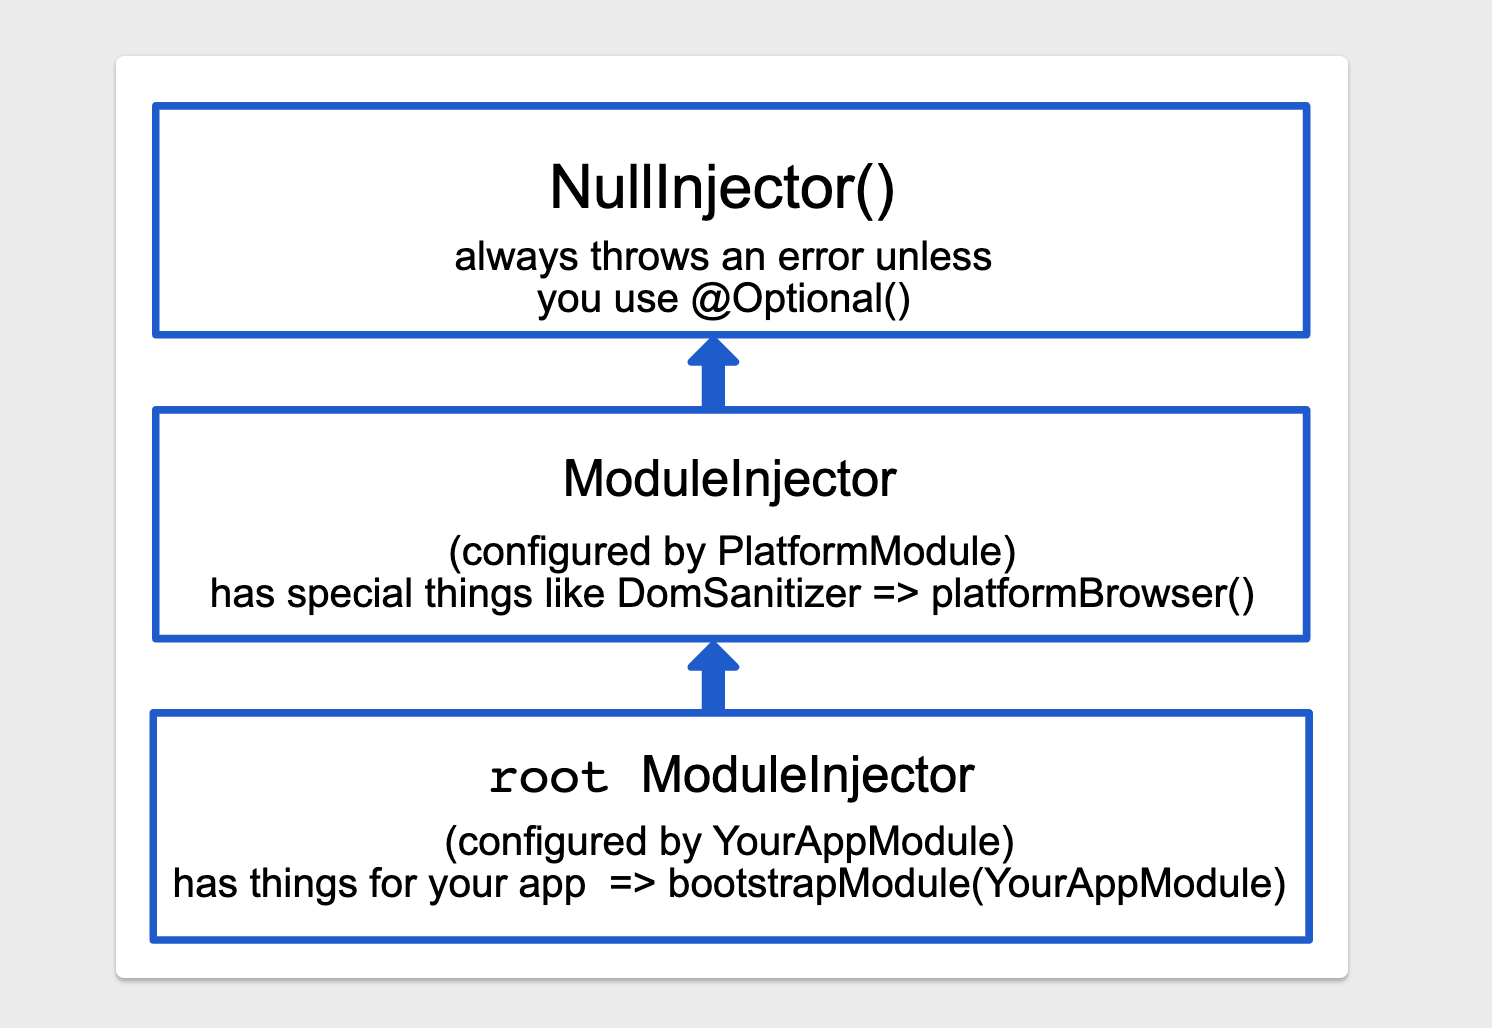 NullInjector()
always throws an error unless
you use @Optional()
ModuleInjector
(configured by PlatformModule)
has special things like DomSanitizer => platformBrowser()
root ModuleInjector
(configured by YourAppModule)
has things for your app => bootstrapModule(YourAppModule)